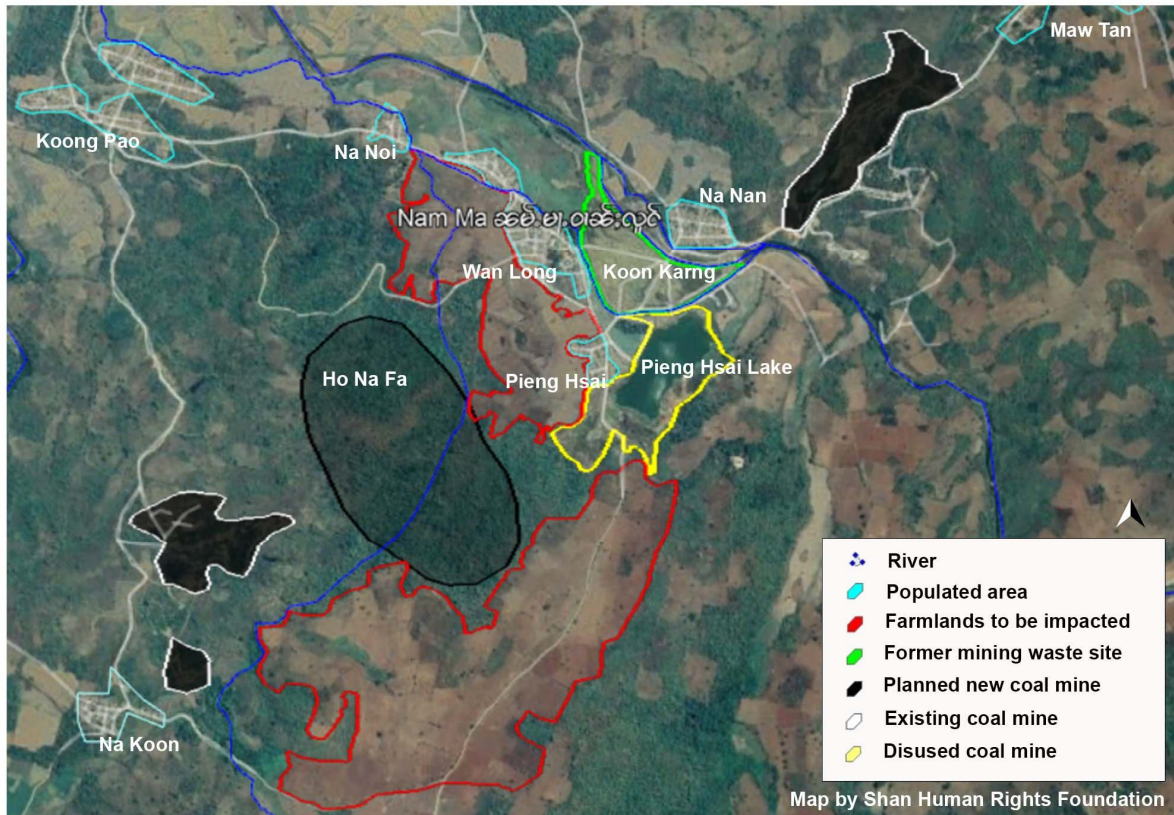 Maw Tan
Koong Pao
Na Noi
Na Nan
Nam Ma
Wan Long
Koon Karng
Ho Na Fa
Pieng Hsai
Pieng Hsai Lake
Na Koon
River
Populated area
Farmlands to be impacted
Former mining waste site
Planned new coal mine
Existing coal mine
Disused coal mine
Map by Shan Human Rights Foundation